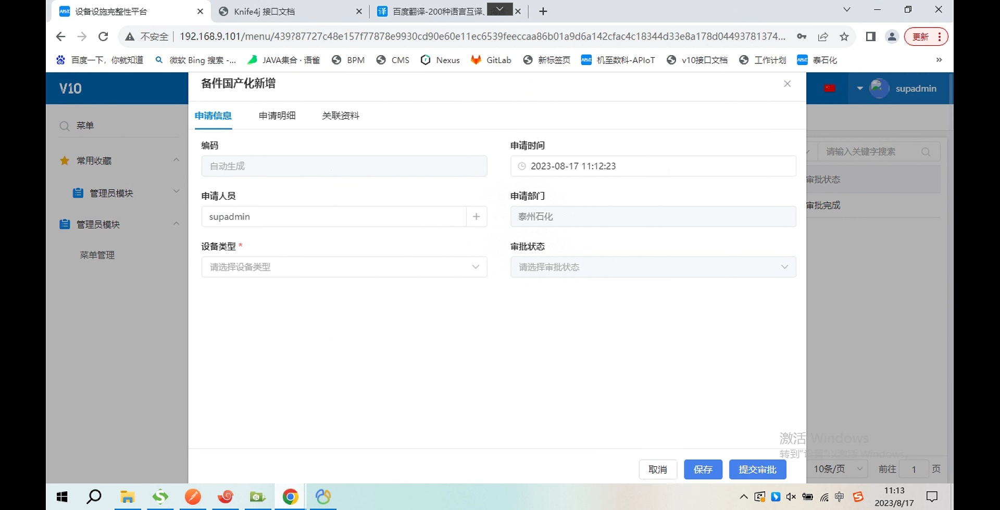 设备设施完整性平台
Knife4j 接口文档
百度翻译-200种语言互译、
不安全
192.168.9.101/menu/439?87727c48e157f77878e9930cd90e60e11ec6539feeccaa86b01a9d6a142cfac4c18344d33e8a178d04493781374...
更新
百度一下，你就知道
微软 Bing 搜索 -...
JAVA集合 · 语雀
BPM
CMS
Nexus
GitLab
新标签页
机至数科-APIoT
v10接口文档
工作计划
泰石化
»
V10
备件国产化新增
supadmin
菜单
申请信息
申请明细
关联资料
编码
申请时间
常用收藏
自动生成
2023-08-17 11:12:23
请输入关键字搜索
审批状态
管理员模块
申请人员
申请部门
审批完成
supadmin
泰州石化
管理员模块
设备类型 *
审批状态
菜单管理
请选择设备类型
请选择审批状态
激活 Windows
转到"设置"以激活 Windows。
取消
保存
提交审批
10条/页
前往
1
页
中
11:13
2023/8/17